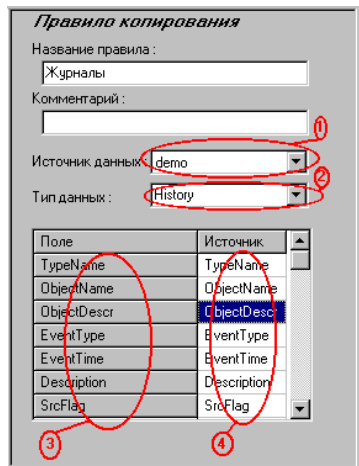 Правило копирования
Название правила :
Журналы
Комментарий :
1
Источник данных : demo
2
Тип данных : History
Поле Источник
TypeName TypeName
ObjectName ObjectName
ObjectDescr ObjectDescr
EventType EventType
EventTime EventTime
Description Description
SrcFlag SrcFlag
3 4